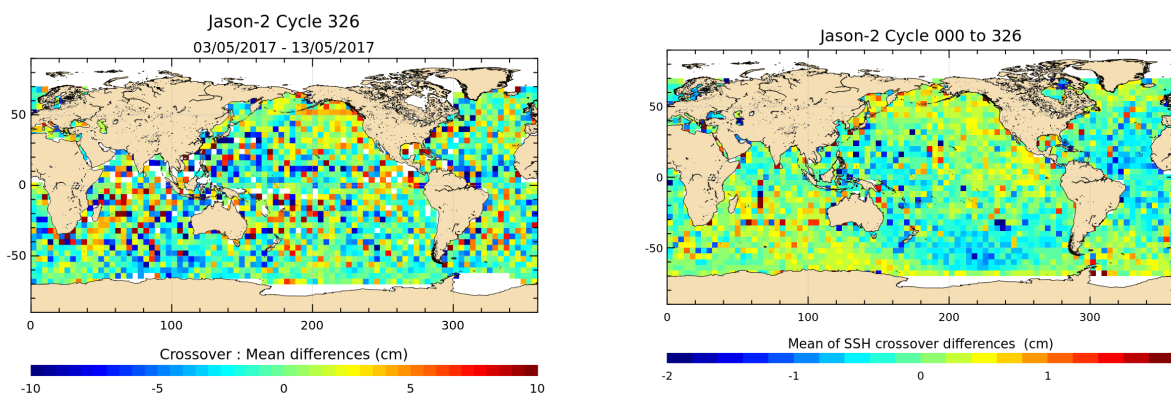 Jason-2 Cycle 326
03/05/2017 - 13/05/2017
50
0
-50
0 100 200 300
Crossover : Mean differences (cm)
-10 -5 0 5 10
Jason-2 Cycle 000 to 326
50
0
-50
0 100 200 300
Mean of SSH crossover differences (cm)
-2 -1 0 1